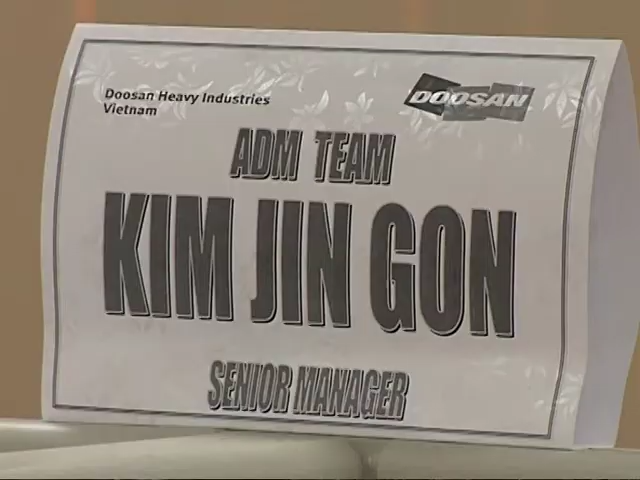 Doosan Heavy Industries
Vietnam
DOOSAN
ADM TEAM
KIM JIN GON
SENIOR MANAGER